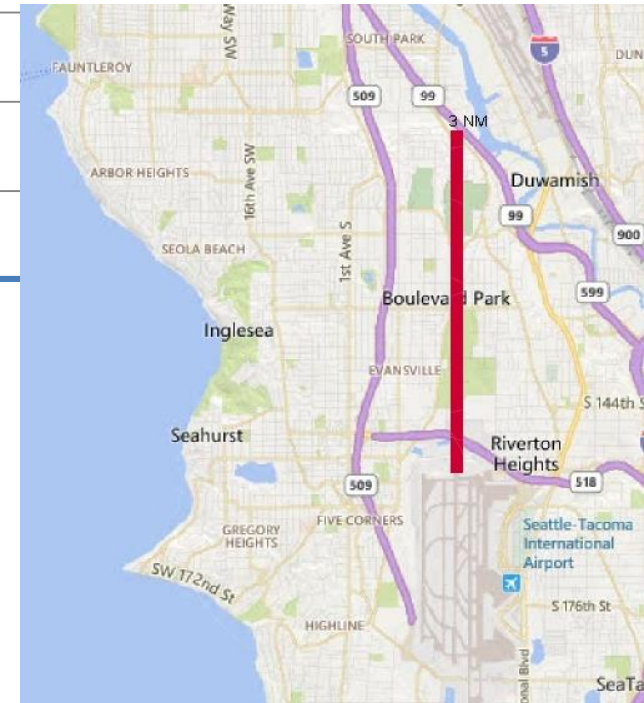 Way SW
SOUTH PARK
5
DUN
FAUNTLEROY
509
99
3 NM
ARBOR HEIGHTS
16th Ave SW
Duwamish
99
900
1st Ave S
SEOLA BEACH
Boulevard Park
599
Inglesea
EVANSVILLE
S 144th S
Seahurst
Riverton
Heights
509
518
FIVE CORNERS
GREGORY
HEIGHTS
Seattle-Tacoma
International
Airport
SW 172nd St
S 176th St
HIGHLINE
onal Blvd
SeaTa